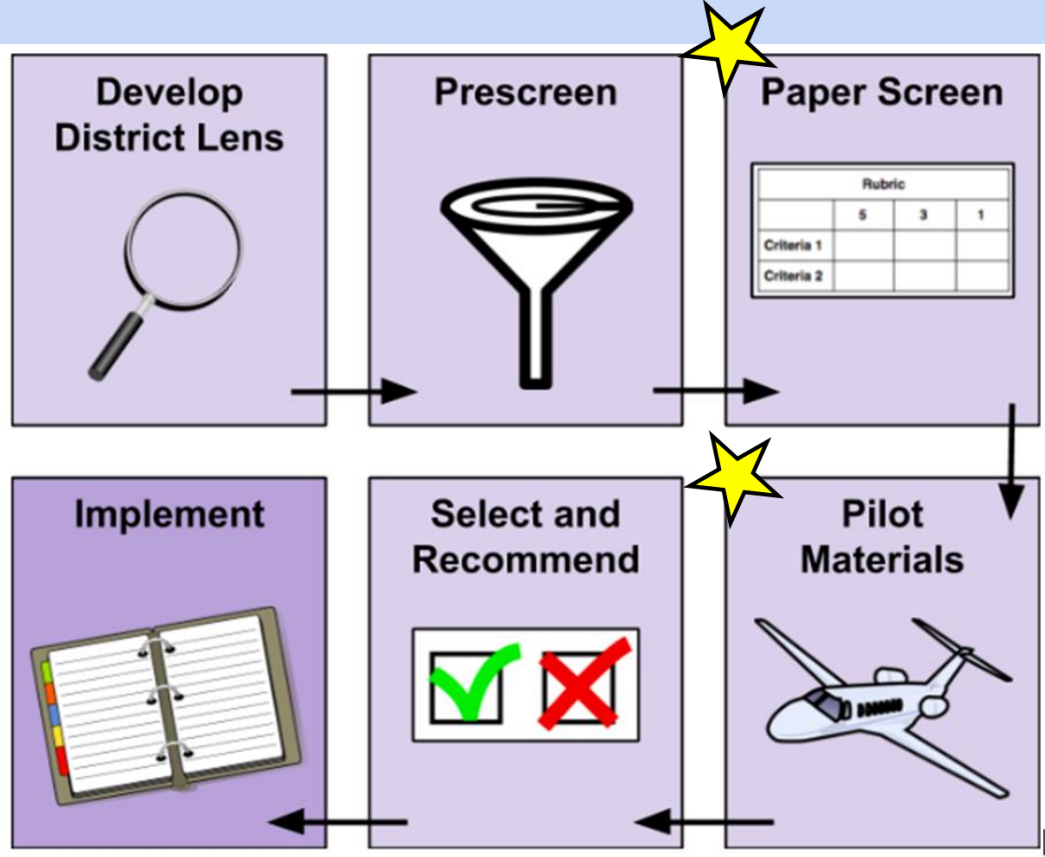 Develop
District Lens
Prescreen
Paper Screen
Rubric
5 3 1
Criteria 1
Criteria 2
Pilot
Materials
Select and
Recommend
Implement